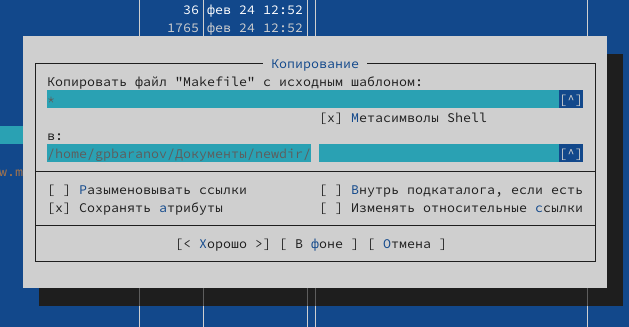 36 фев 24 12:52
1765 фев 24 12:52
Копирование
Копировать файл "Makefile" с исходным шаблоном:
* [^]
[x] Метасимволы Shell
в:
/home/gpbaranov/Документы/newdir/ [^]
w.m
[ ] Разыменовывать ссылки [ ] Внутрь подкаталога, если есть
[x] Сохранять атрибуты [ ] Изменять относительные ссылки
[< Хорошо >] [ В фоне ] [ Отмена ]